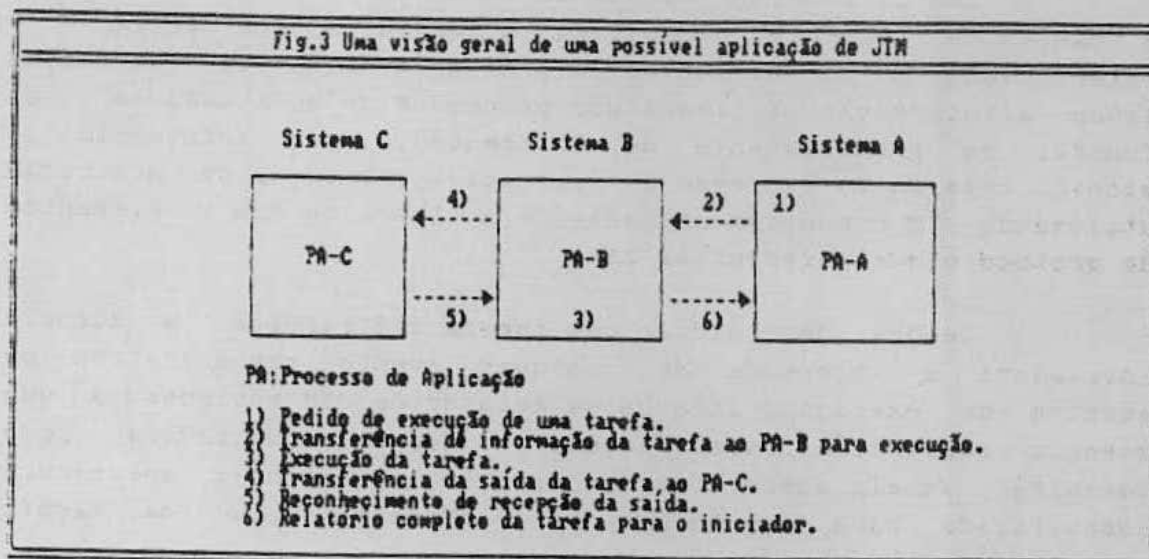 Fig.3 Uma visão geral de uma possível aplicação de JTM
Sistema C Sistema B Sistema A
4) 2) 1)
PA-C PA-B PA-A
5) 3) 6)
PA:Processo de Aplicação
1) Pedido de execução de uma tarefa.
2) Transferência de informação da tarefa ao PA-B para execução.
3) Execução da tarefa.
4) Transferência da saída da tarefa ao PA-C.
5) Reconhecimento de recepção da saída.
6) Relatório completo da tarefa para o iniciador.